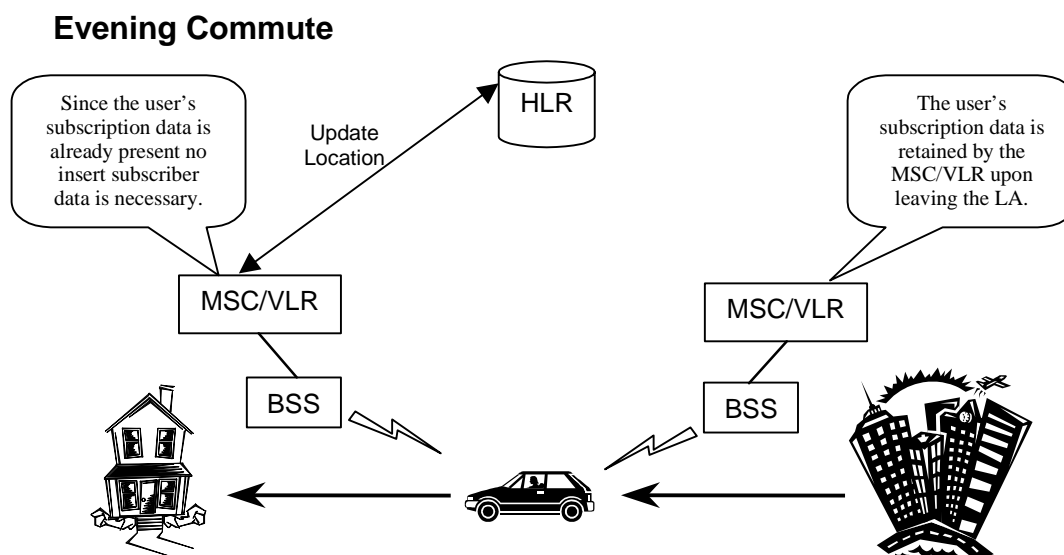 Evening Commute
Since the user's
subscription data is
already present no
insert subscriber
data is necessary.
Update
Location
HLR
The user's
subscription data is
retained by the
MSC/VLR upon
leaving the LA.
MSC/VLR
MSC/VLR
BSS
BSS